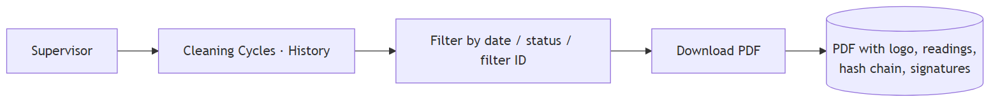 Supervisor
Cleaning Cycles · History
Filter by date / status /
filter ID
Download PDF
PDF with logo, readings,
hash chain, signatures